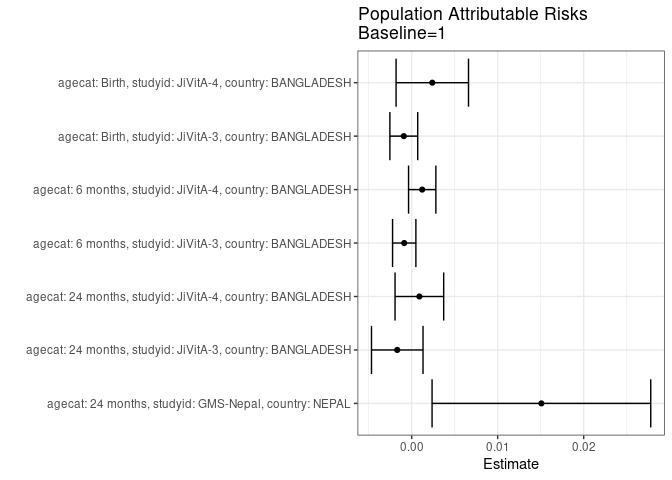 Population Attributable Risks
Baseline=1
agecat: Birth, studyid: JiVitA-4, country: BANGLADESH
agecat: Birth, studyid: JiVitA-3, country: BANGLADESH
agecat: 6 months, studyid: JiVitA-4, country: BANGLADESH
agecat: 6 months, studyid: JiVitA-3, country: BANGLADESH
agecat: 24 months, studyid: JiVitA-4, country: BANGLADESH
agecat: 24 months, studyid: JiVitA-3, country: BANGLADESH
agecat: 24 months, studyid: GMS-Nepal, country: NEPAL
0.00 0.01 0.02
Estimate